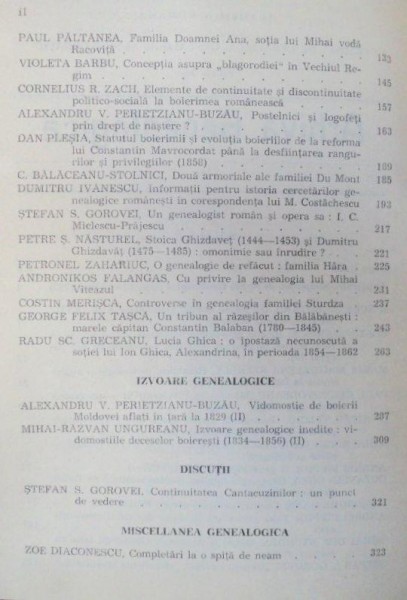 II
PAUL PĂLTĂNEA, Familia Doamnei Ana, soția lui Mihai vodă
Racoviță . . . . . . . . . . . . 135
VIOLETA BARBU, Concepția asupra „blagorodiei" în Vechiul Re-
gim . . . . . . . . . . . . 145
CORNELIUS R. ZACH, Elemente de continuitate și discontinuitate
politico-socială la boierimea românească . . . . . 157
ALEXANDRU V. PERIETZIANU-BUZĂU, Postelnici și logofeți
prin drept de naștere ? . . . . . . . . . 163
DAN PLEȘIA, Statutul boierimii și evoluția boieriilor de la reforma
lui Constantin Mavrocordat până la desființarea rangu-
rilor și privilegiilor (1858) . . . . . . . .
C. BĂLĂCEANU-STOLNICI, Două armoriale ale familiei Du Mont 185
DUMITRU IVĂNESCU, Informații pentru istoria cercetărilor ge-
nealogice românești în corespondența lui M. Costăchescu 193
ȘTEFAN S. GOROVEI, Un genealogist român și opera sa : I. C.
Mielcescu-Prăjescu . . . . . . . . . . 217
PETRE Ș. NĂSTUREL, Stoica Ghizdaveț (1444—1453) și Dumitru
Ghizdavăț (1475—1485) : omonimie sau înrudire ? . . 221
PETRONEL ZAHARIUC, O genealogie de refăcut : familia Hâra . 225
ANDRONIKOS FALANGAS, Cu privire la genealogia lui Mihai
Viteazul . . . . . . . . . . . . 231
COSTIN MERIȘCA, Controverse în genealogia familiei Sturdza 237
GEORGE FELIX TAȘCĂ, Un tribun al răzeșilor din Bălăbănești :
marele căpitan Constantin Balaban (1780—1845) . . . 243
RADU SC. GRECEANU, Lucia Ghica : o ipostază necunoscută a
soției lui Ion Ghica, Alexandrina, în perioada 1854—1862 263
IZVOARE GENEALOGICE
ALEXANDRU V. PERIETZIANU-BUZĂU, Vidomostie de boierii
Moldovei aflați în țară la 1829 (II) . . . . . . 287
MIHAI-RĂZVAN UNGUREANU, Izvoare genealogice inedite : vi-
domostiile deceselor boierești (1834—1856) (II) . . . 309
DISCUȚII
ȘTEFAN S. GOROVEI, Continuitatea Cantacuzinilor : un punct
de vedere . . . . . . . . . . . . 321
MISCELLANEA GENEALOGICA
ZOE DIACONESCU, Completări la o spiță de neam . . . . 323